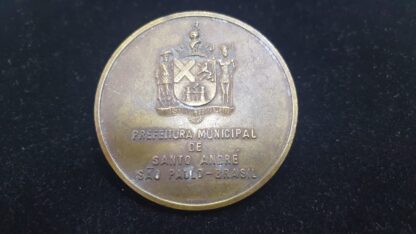 PREFEITURA MUNICIPAL
DE
SANTO ANDRÉ
SÃO PAULO-BRASIL